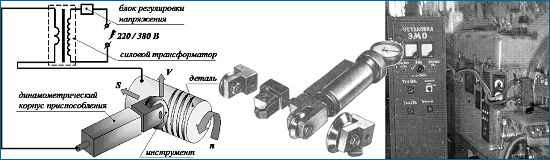 блок регулировки
напряжения
220 / 380 В
силовой трансформатор
динамометрический
корпус приспособления
S
V
деталь
n
инструмент
УСТАНОВКА
ЭМО